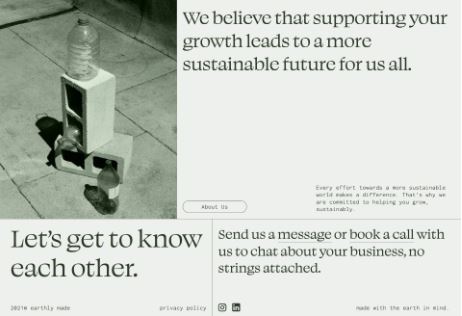 We believe that supporting your
growth leads to a more
sustainable future for us all.
About Us
Every effort towards a more sustainable
world makes a difference. That's why we
are committed to helping you grow,
sustainably.
Let's get to know
each other.
Send us a message or book a call with
us to chat about your business, no
strings attached.
2021© earthly made
privacy policy
made with the earth in mind.